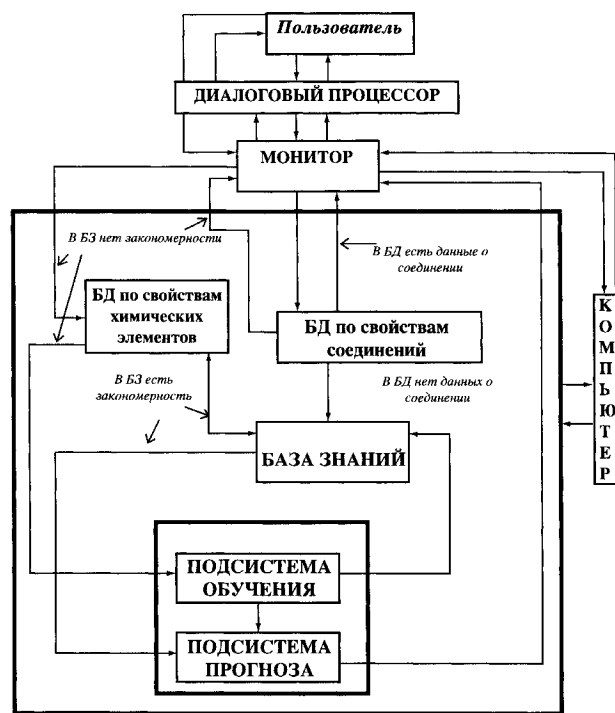 Пользователь
ДИАЛОГОВЫЙ ПРОЦЕССОР
МОНИТОР
В БЗ нет закономерности
В БД есть данные о
соединении
БД по свойствам
химических
элементов
БД по свойствам
соединений
КОМПЬЮТЕР
В БЗ есть
закономерность
В БД нет данных о
соединении
БАЗА ЗНАНИЙ
ПОДСИСТЕМА
ОБУЧЕНИЯ
ПОДСИСТЕМА
ПРОГНОЗА